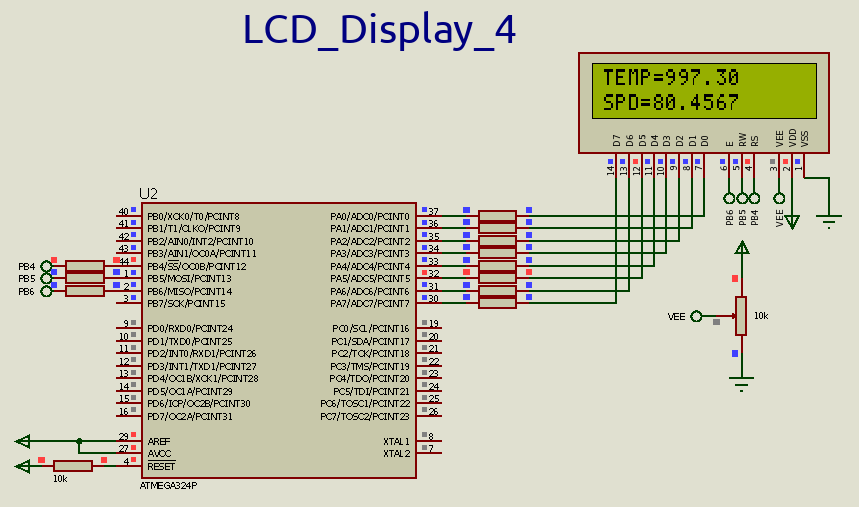 LCD_Display_4
TEMP=997.30
SPD=80.4567
D7 D6 D5 D4 D3 D2 D1 D0 E RW RS VEE VDD VSS
14 13 12 11 10 9 8 7 6 5 4 3 2 1
PB6 PB5 PB4 VEE
U2
40 PB0/XCK0/T0/PCINT8 PA0/ADC0/PCINT0 37
41 PB1/T1/CLKO/PCINT9 PA1/ADC1/PCINT1 36
42 PB2/AIN0/INT2/PCINT10 PA2/ADC2/PCINT2 35
43 PB3/AIN1/OC0A/PCINT11 PA3/ADC3/PCINT3 34
PB4 44 PB4/SS/OC0B/PCINT12 PA4/ADC4/PCINT4 33
PB5 1 PB5/MOSI/PCINT13 PA5/ADC5/PCINT5 32
PB6 2 PB6/MISO/PCINT14 PA6/ADC6/PCINT6 31
3 PB7/SCK/PCINT15 PA7/ADC7/PCINT7 30
VEE 10k
9 PD0/RXD0/PCINT24 PC0/SCL/PCINT16 19
10 PD1/TXD0/PCINT25 PC1/SDA/PCINT17 20
11 PD2/INT0/RXD1/PCINT26 PC2/TCK/PCINT18 21
12 PD3/INT1/TXD1/PCINT27 PC3/TMS/PCINT19 22
13 PD4/OC1B/XCK1/PCINT28 PC4/TDO/PCINT20 23
14 PD5/OC1A/PCINT29 PC5/TDI/PCINT21 24
15 PD6/ICP/OC2B/PCINT30 PC6/TOSC1/PCINT22 25
16 PD7/OC2A/PCINT31 PC7/TOSC2/PCINT23 26
29 AREF XTAL1 8
27 AVCC XTAL2 7
4 RESET
10k
ATMEGA324P